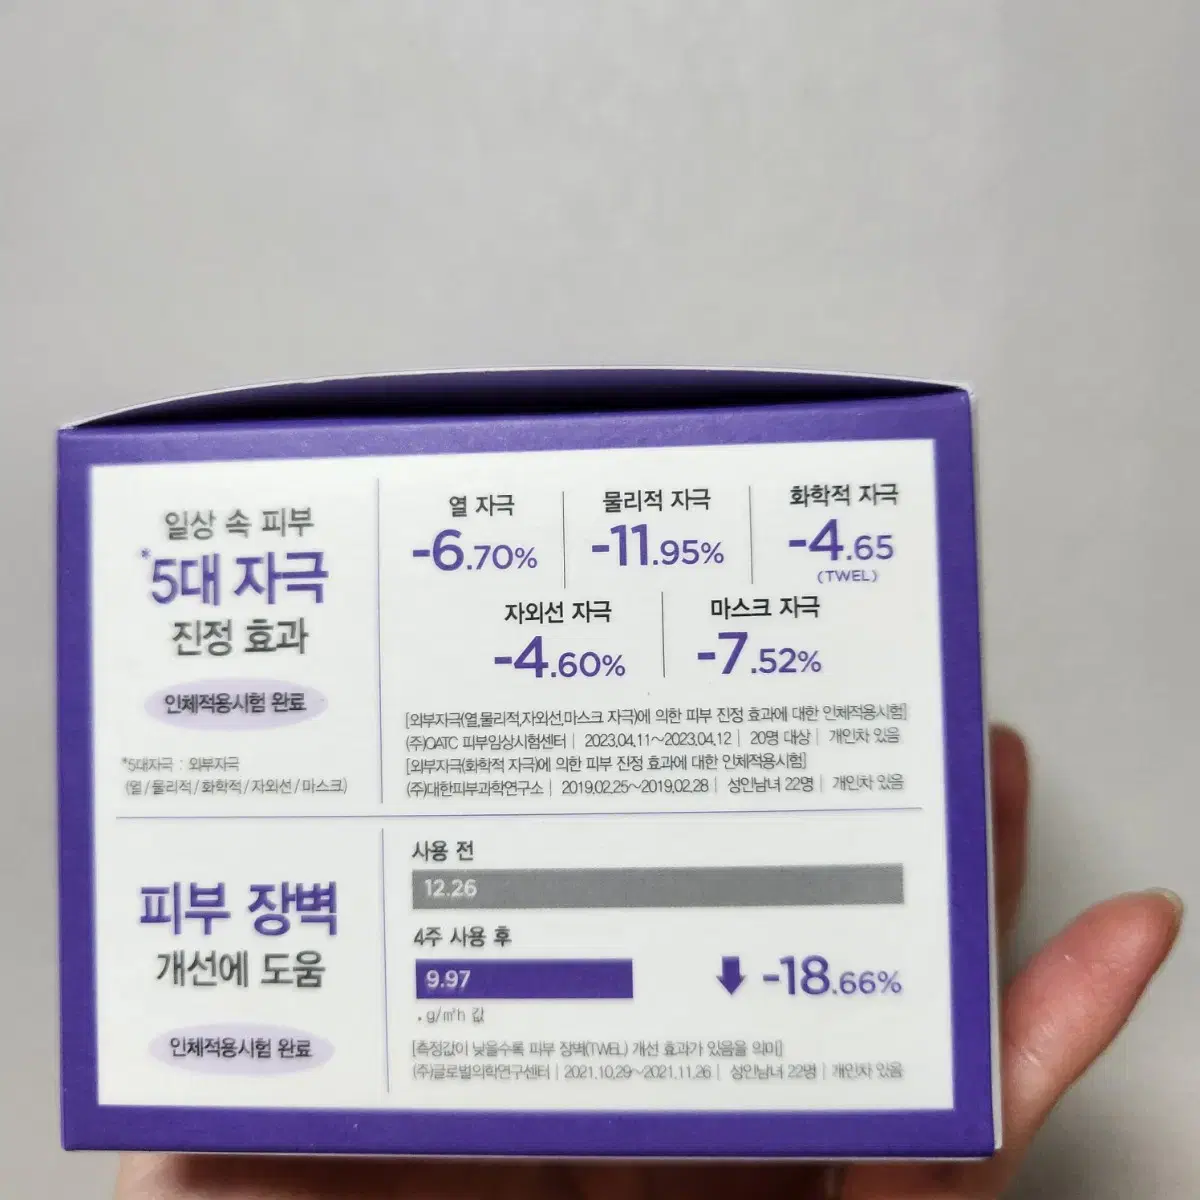 일상 속 피부
*5대 자극
진정 효과
인체적용시험 완료
*5대자극 : 외부자극
(열/물리적/화학적/자외선/마스크)
열 자극
-6.70%
물리적 자극
-11.95%
화학적 자극
-4.65
(TWEL)
자외선 자극
-4.60%
마스크 자극
-7.52%
[외부자극(열,물리적,자외선,마스크 자극)에 의한 피부 진정 효과에 대한 인체적용시험]
(주)OATC 피부임상시험센터 | 2023.04.11~2023.04.12 | 20명 대상 | 개인차 있음
[외부자극(화학적 자극)에 의한 피부 진정 효과에 대한 인체적용시험]
(주)대한피부과학연구소 | 2019.02.25~2019.02.28 | 성인남녀 22명 | 개인차 있음
피부 장벽
개선에 도움
인체적용시험 완료
사용 전
12.26
4주 사용 후
9.97
-18.66%
. g/㎡h 값
[측정값이 낮을수록 피부 장벽(TWEL) 개선 효과가 있음을 의미]
(주)글로벌의학연구센터 | 2021.10.29~2021.11.26 | 성인남녀 22명 | 개인차 있음